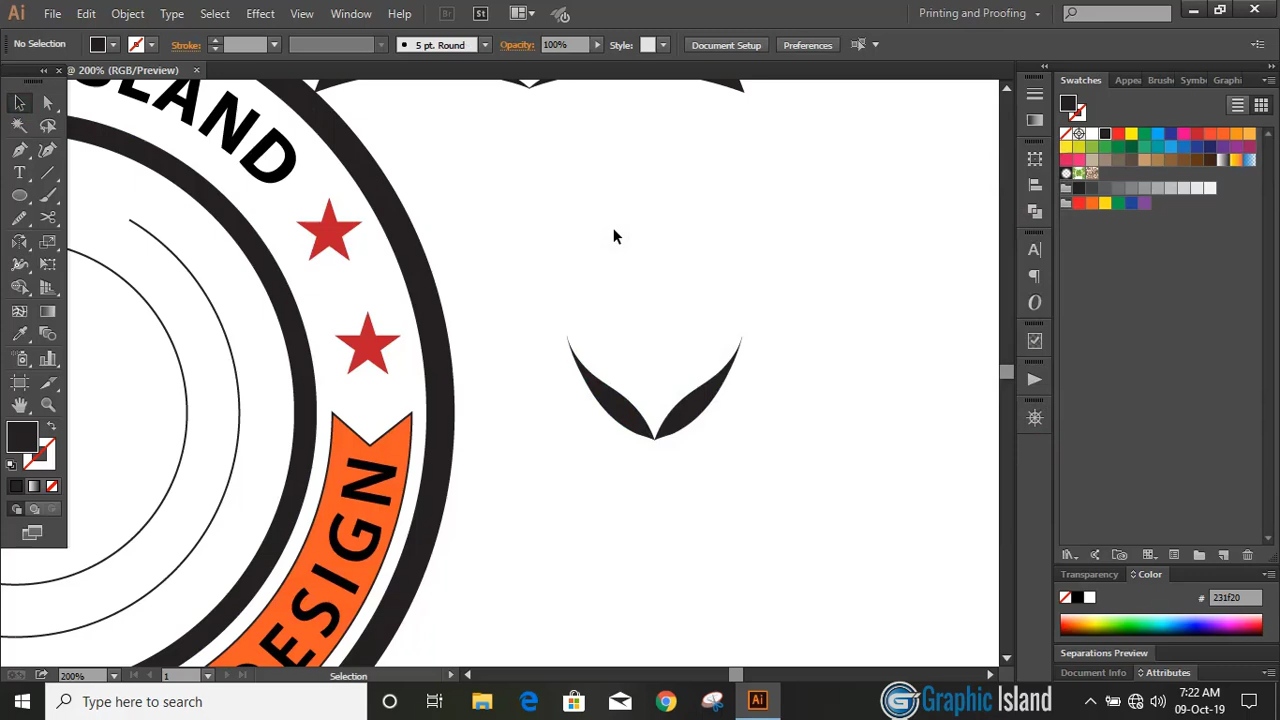 Ai File Edit Object Type Select Effect View Window Help Br St Printing and Proofing
No Selection Stroke: 5 pt. Round Opacity: 100% Style: Document Setup Preferences
@ 200% (RGB/Preview) ×
Swatches Appea Brush Symb Graphi
LAND
DESIGN
Transparency Color
# 231f20
Separations Preview
Document Info Attributes
200% 1 Selection
Type here to search
Ai
Graphic Island
7:22 AM
09-Oct-19